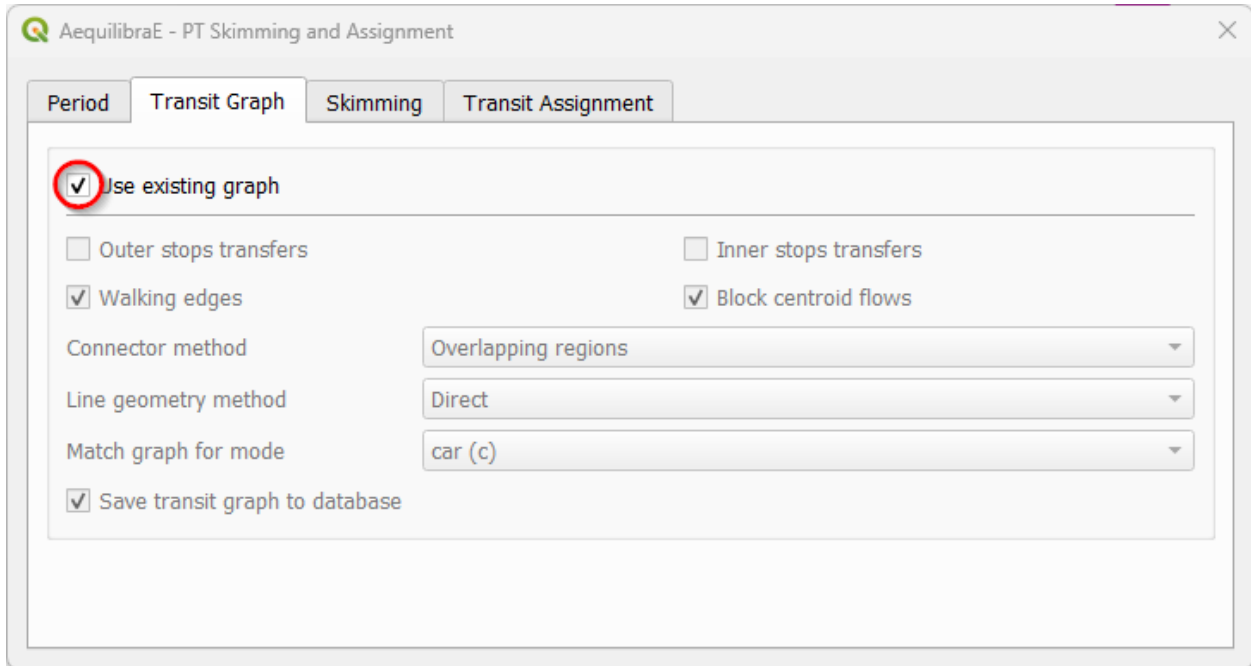 AequilibraE - PT Skimming and Assignment
Period Transit Graph Skimming Transit Assignment
Use existing graph
Outer stops transfers Inner stops transfers
Walking edges Block centroid flows
Connector method Overlapping regions
Line geometry method Direct
Match graph for mode car (c)
Save transit graph to database